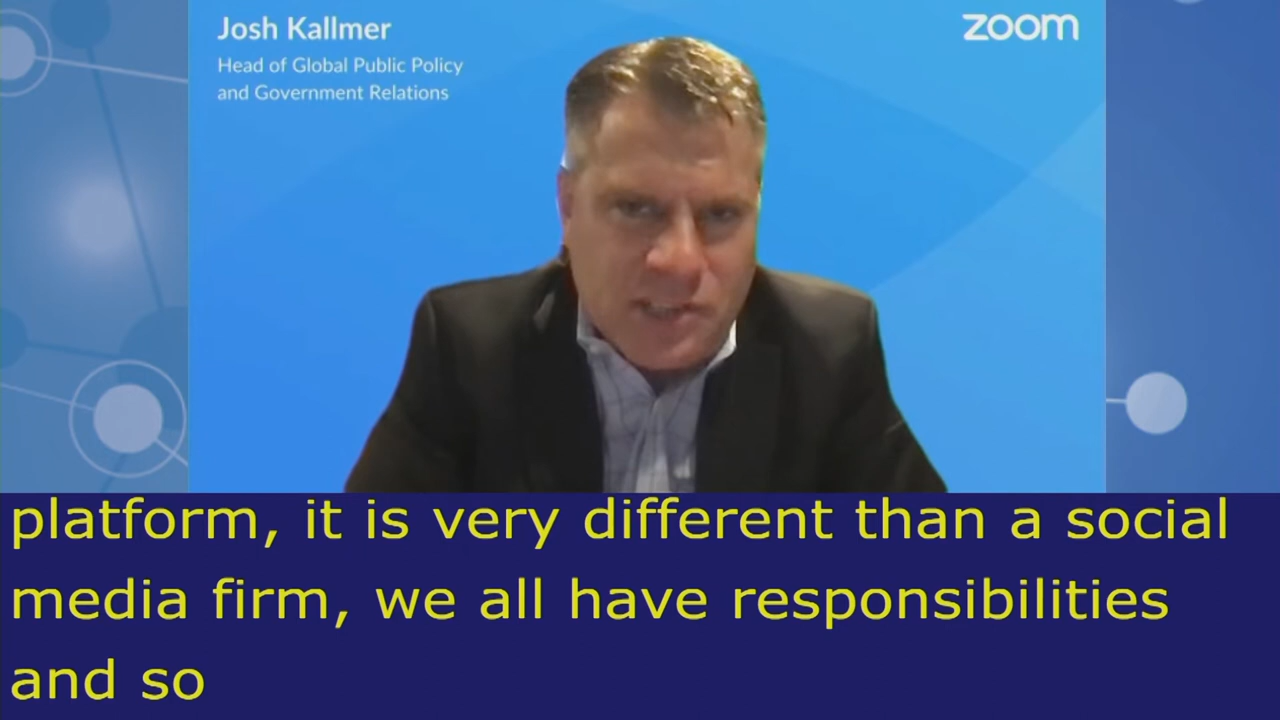 Josh Kallmer
zoom
Head of Global Public Policy
and Government Relations
platform, it is very different than a social
media firm, we all have responsibilities
and so